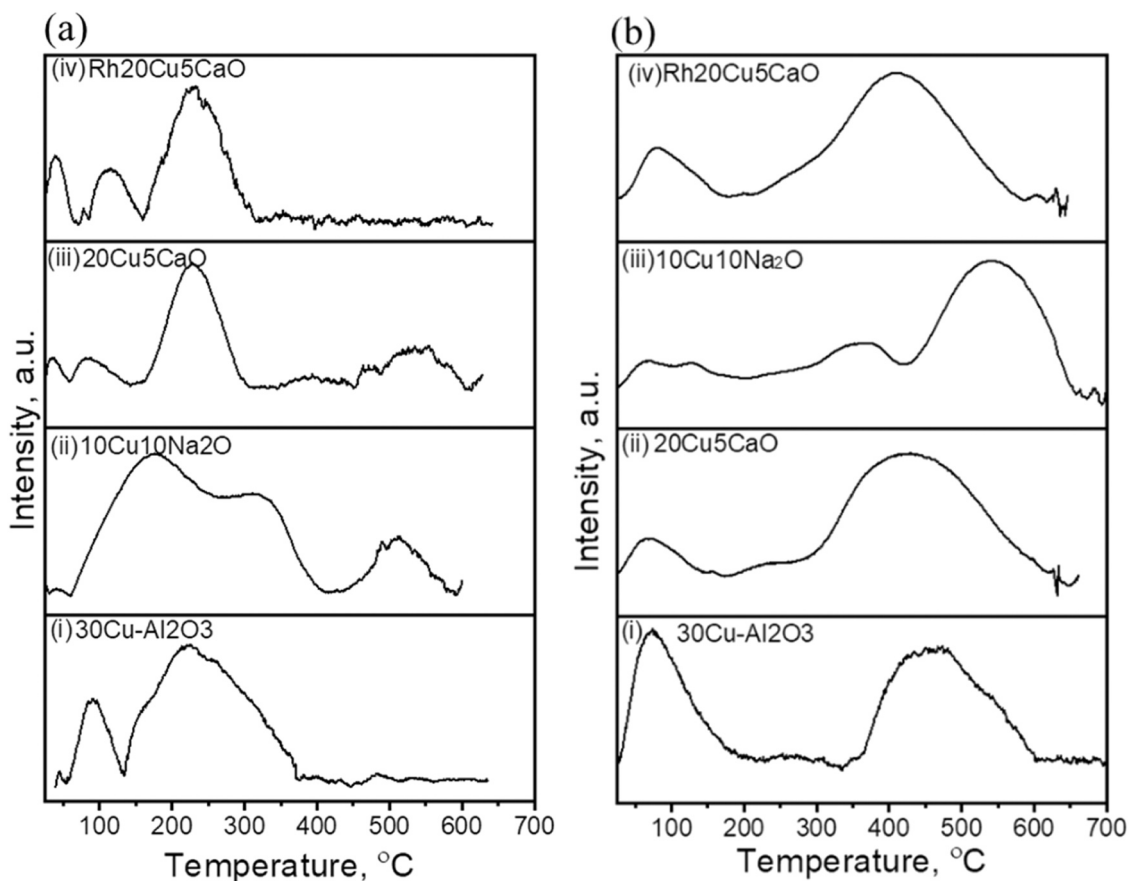 (a)
(iv)Rh20Cu5CaO
(iii)20Cu5CaO
(ii)10Cu10Na2O
(i)30Cu-Al2O3
Intensity, a.u.
100 200 300 400 500 600 700
Temperature, °C
(b)
(iv)Rh20Cu5CaO
(iii)10Cu10Na₂O
(ii)20Cu5CaO
(i) 30Cu-Al2O3
Intensity, a.u.
100 200 300 400 500 600 700
Temperature, °C